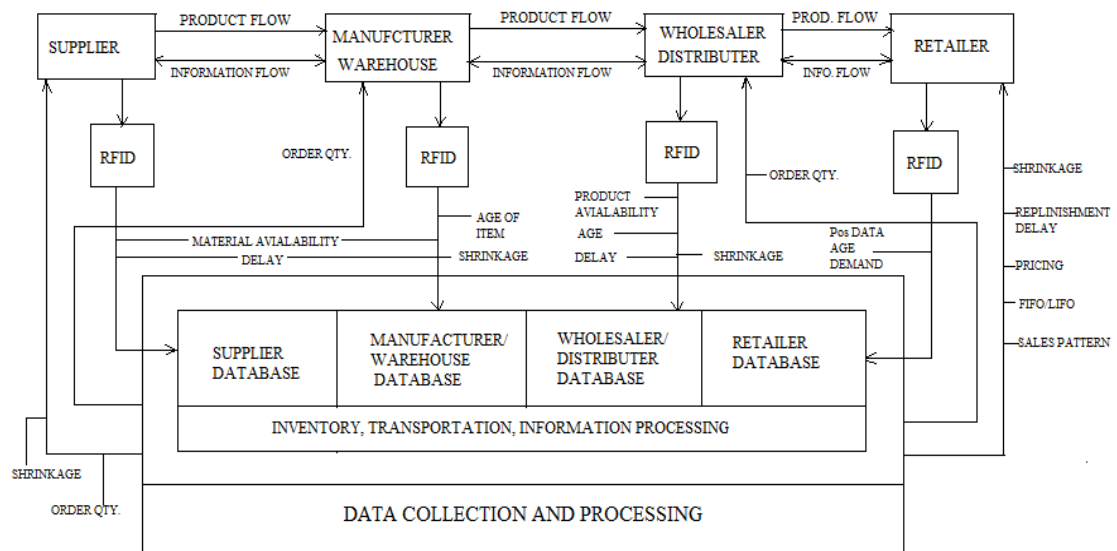 PRODUCT FLOW
PRODUCT FLOW
PROD. FLOW
SUPPLIER
MANUFCTURER
WAREHOUSE
WHOLESALER
DISTRIBUTER
RETAILER
INFORMATION FLOW
INFORMATION FLOW
INFO. FLOW
RFID
RFID
RFID
RFID
ORDER QTY.
ORDER QTY.
SHRINKAGE
REPLINISHMENT
DELAY
PRICING
FIFO/LIFO
SALES PATTERN
AGE OF
ITEM
PRODUCT
AVIALABILITY
AGE
DELAY
SHRINKAGE
Pos DATA
AGE
DEMAND
MATERIAL AVIALABILITY
DELAY
SHRINKAGE
SUPPLIER
DATABASE
MANUFACTURER/
WAREHOUSE
DATABASE
WHOLESALER/
DISTRIBUTER
DATABASE
RETAILER
DATABASE
INVENTORY, TRANSPORTATION, INFORMATION PROCESSING
SHRINKAGE
ORDER QTY.
DATA COLLECTION AND PROCESSING